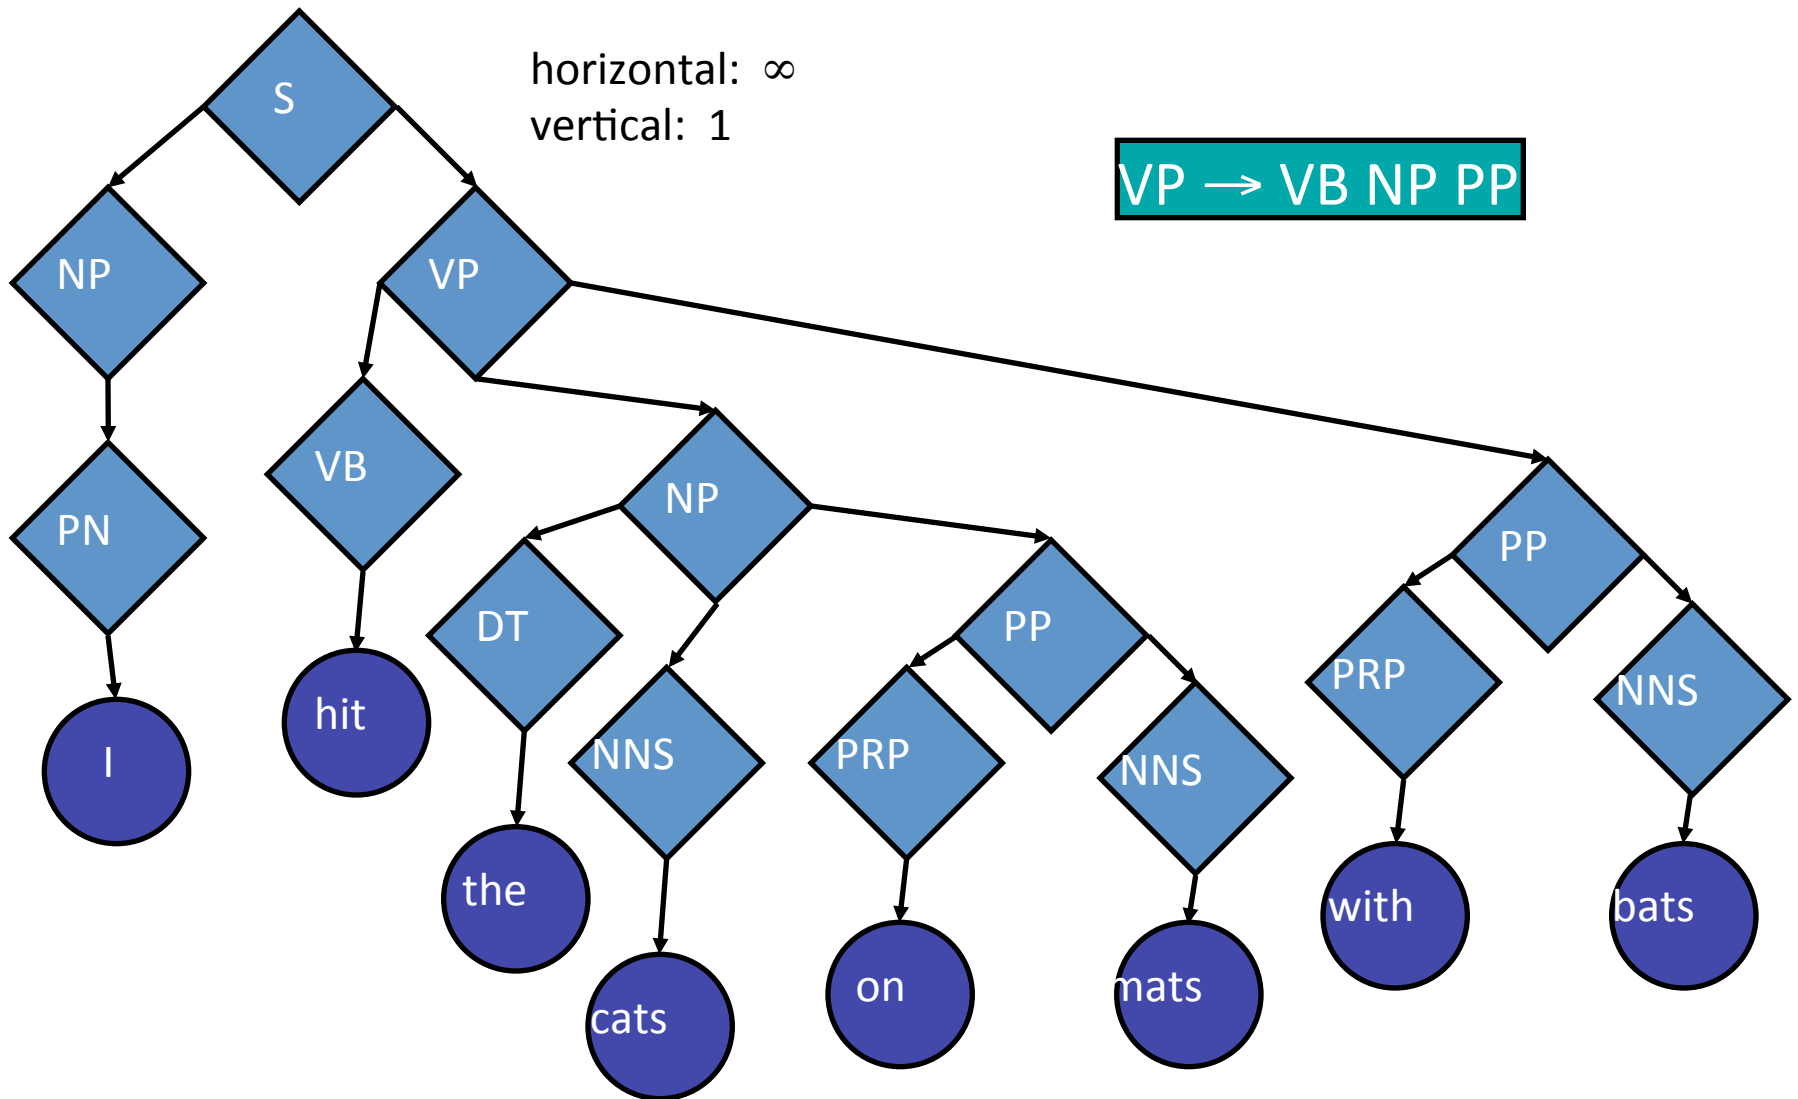 S
horizontal: ∞
vertical: 1
VP → VB NP PP
NP
VP
VB
NP
PN
PP
DT
PP
PRP
NNS
hit
I
NNS
PRP
NNS
the
with
bats
cats
on
mats